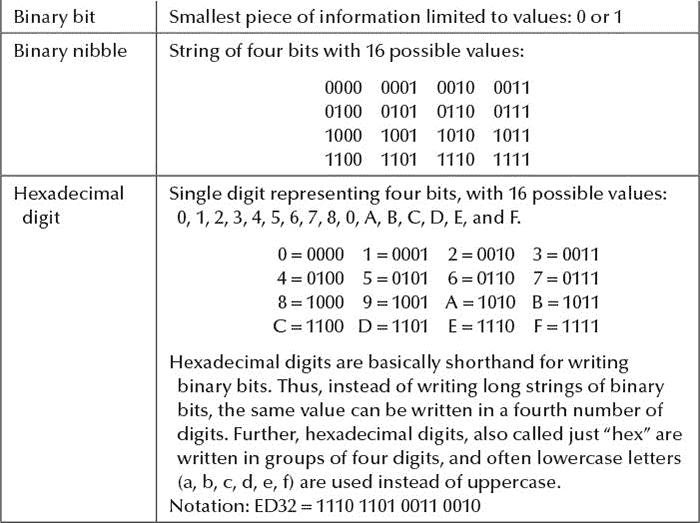 Binary bit Smallest piece of information limited to values: 0 or 1
Binary nibble String of four bits with 16 possible values:
0000 0001 0010 0011
0100 0101 0110 0111
1000 1001 1010 1011
1100 1101 1110 1111
Hexadecimal Single digit representing four bits, with 16 possible values:
digit 0, 1, 2, 3, 4, 5, 6, 7, 8, 0, A, B, C, D, E, and F.
0 = 0000 1 = 0001 2 = 0010 3 = 0011
4 = 0100 5 = 0101 6 = 0110 7 = 0111
8 = 1000 9 = 1001 A = 1010 B = 1011
C = 1100 D = 1101 E = 1110 F = 1111
Hexadecimal digits are basically shorthand for writing
binary bits. Thus, instead of writing long strings of binary
bits, the same value can be written in a fourth number of
digits. Further, hexadecimal digits, also called just “hex” are
written in groups of four digits, and often lowercase letters
(a, b, c, d, e, f) are used instead of uppercase.
Notation: ED32 = 1110 1101 0011 0010